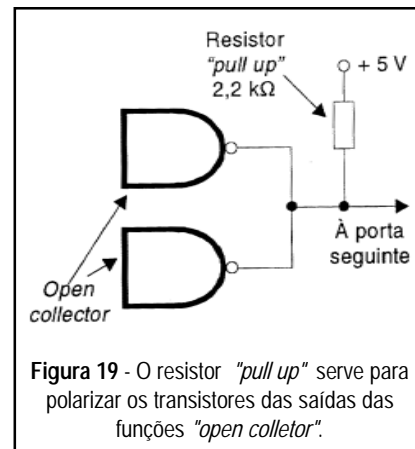 Resistor
"pull up"
2,2 kΩ
+ 5 V
À porta
seguinte
Open
collector
Figura 19 - O resistor "pull up" serve para
polarizar os transistores das saídas das
funções "open colletor".